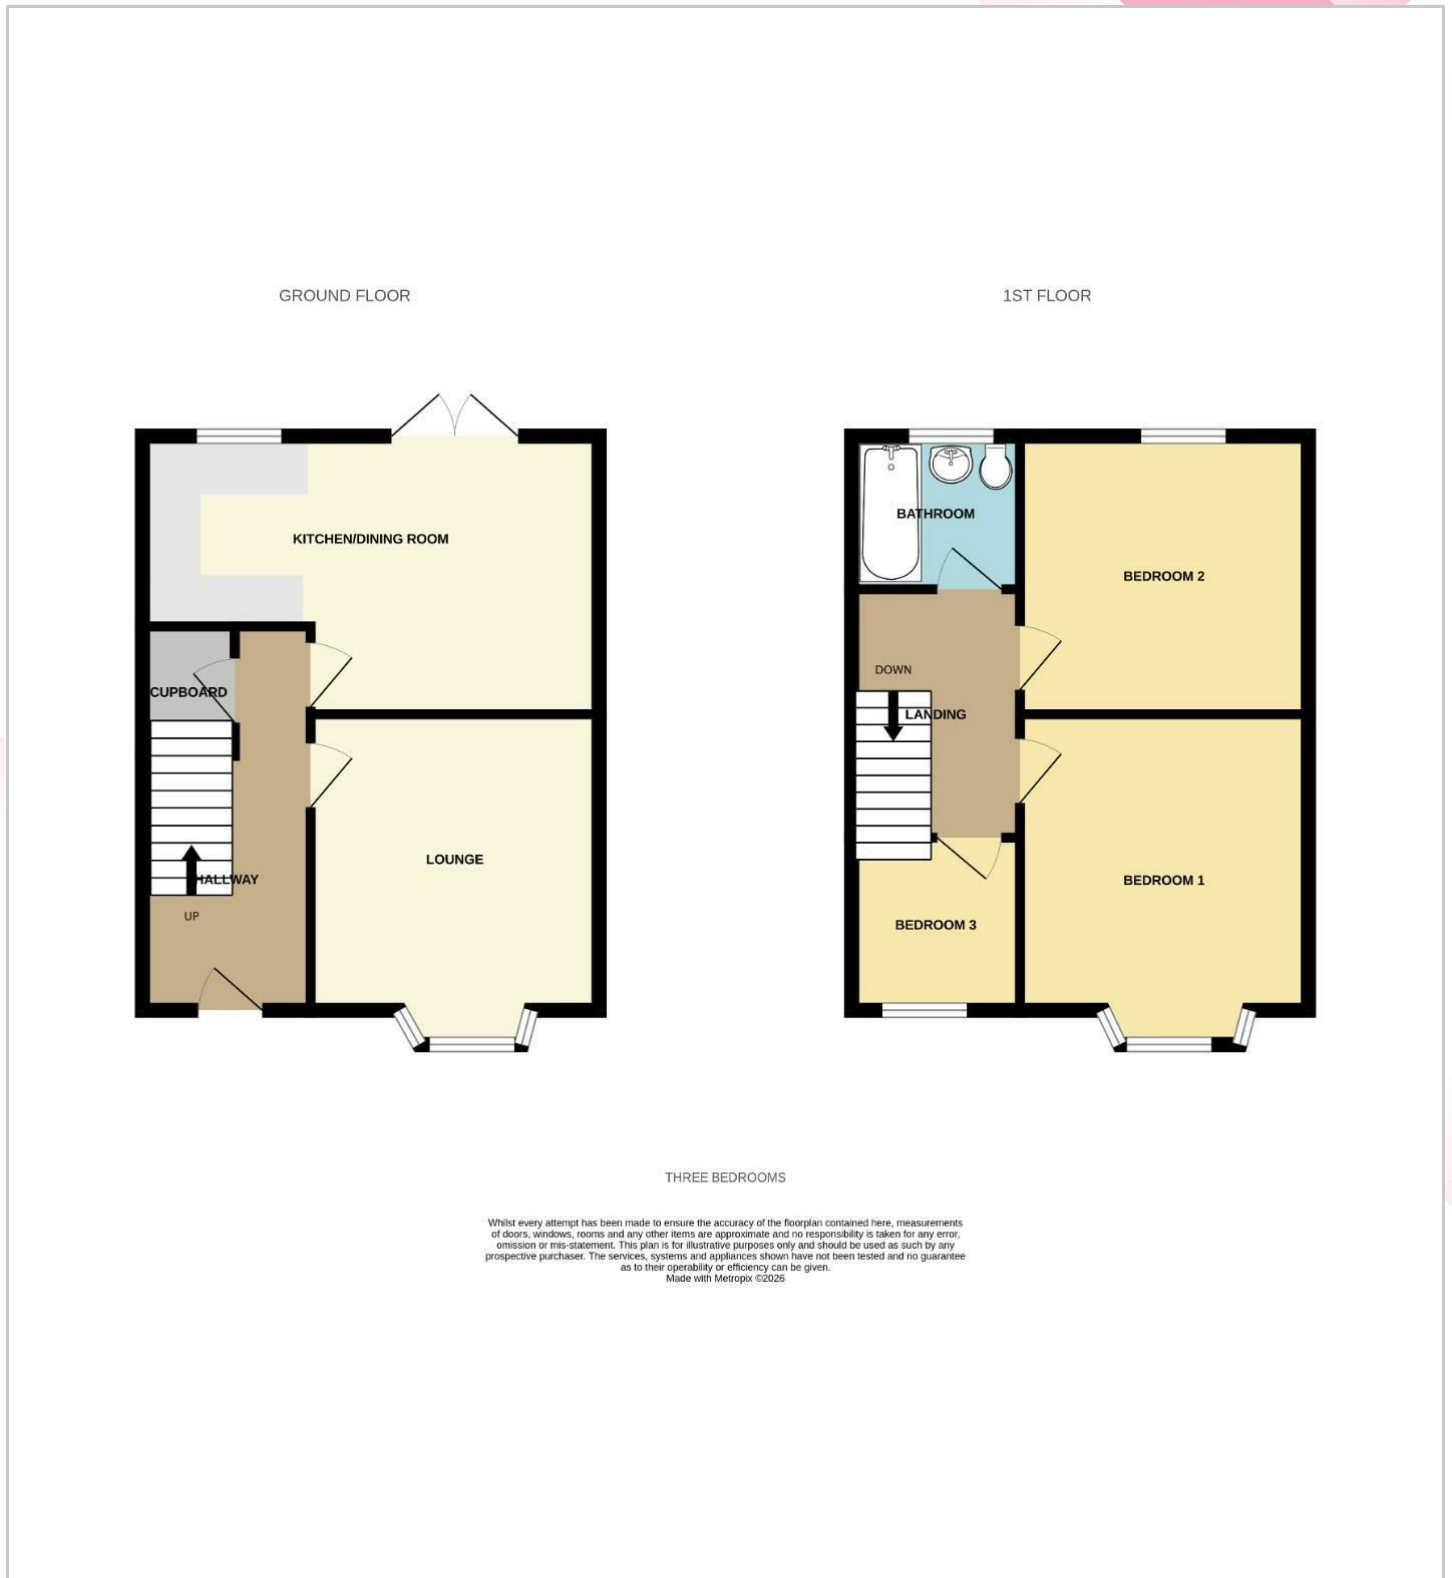 GROUND FLOOR
KITCHEN/DINING ROOM
CUPBOARD
LOUNGE
HALLWAY
UP
1ST FLOOR
BATHROOM
BEDROOM 2
DOWN
LANDING
BEDROOM 1
BEDROOM 3
THREE BEDROOMS
Whilst every attempt has been made to ensure the accuracy of the floorplan contained here, measurements
of doors, windows, rooms and any other items are approximate and no responsibility is taken for any error,
omission or mis-statement. This plan is for illustrative purposes only and should be used as such by any
prospective purchaser. The services, systems and appliances shown have not been tested and no guarantee
as to their operability or efficiency can be given.
Made with Metropix ©2026